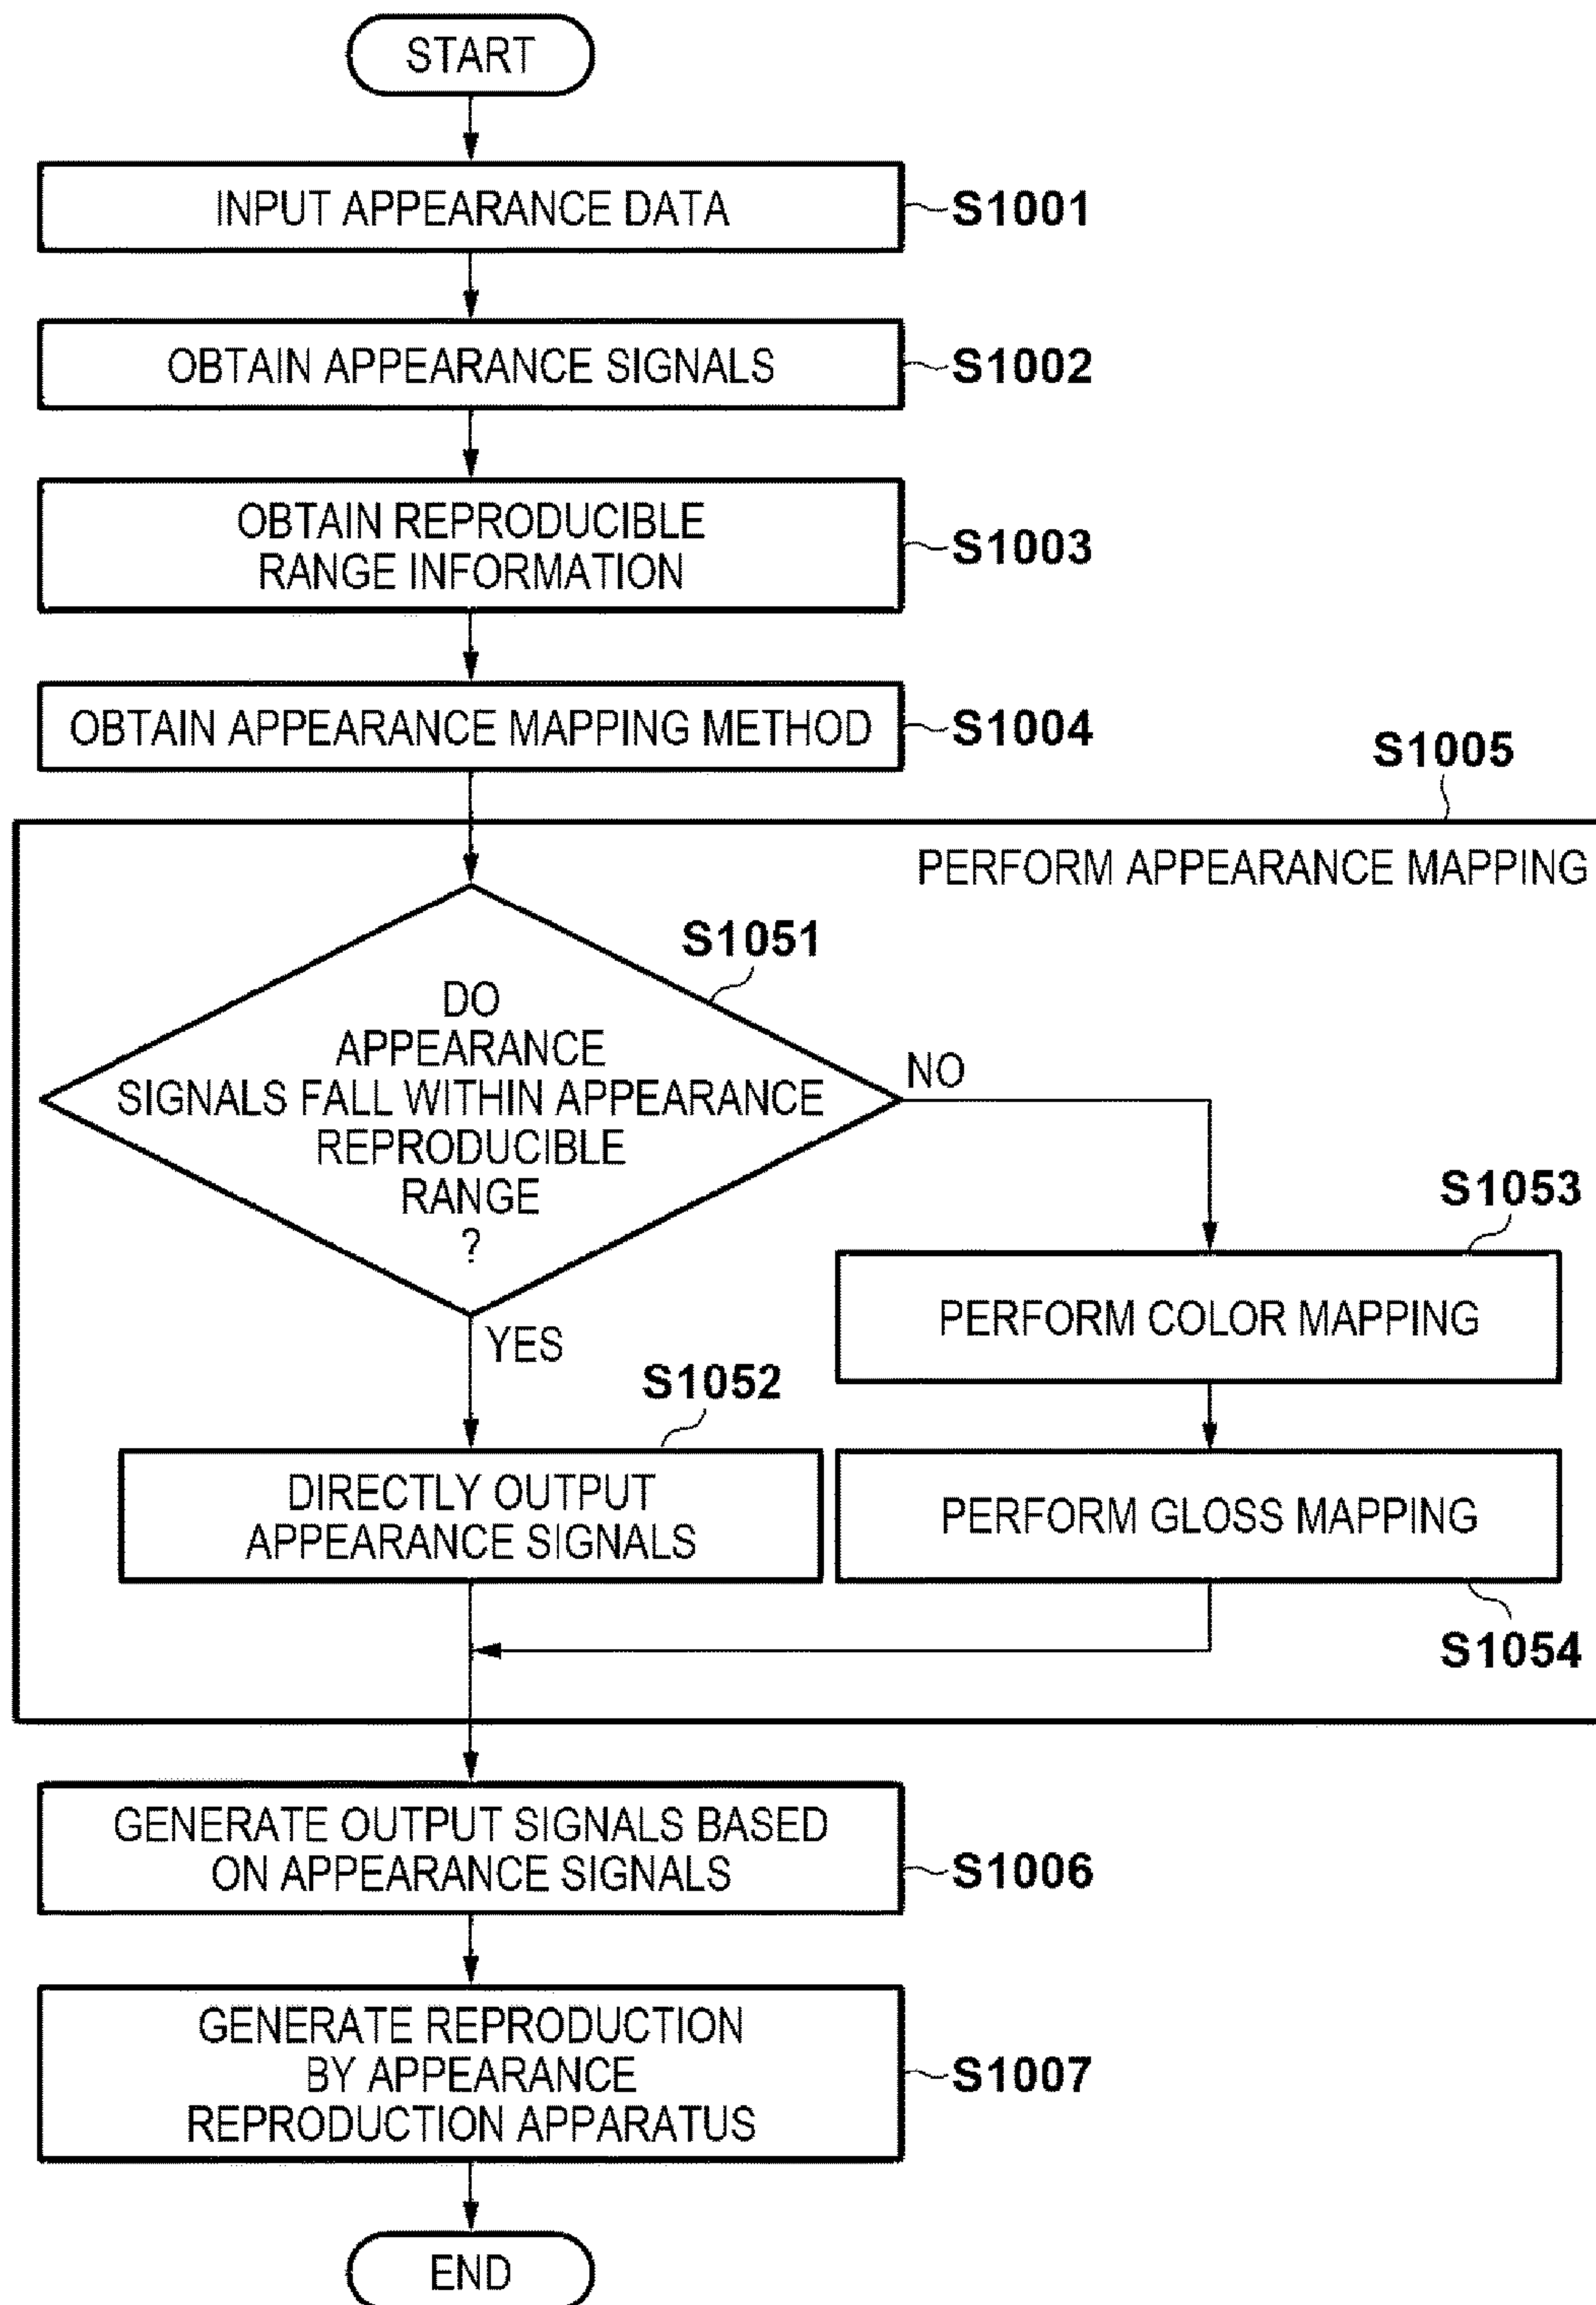 START
INPUT APPEARANCE DATA
S1001
OBTAIN APPEARANCE SIGNALS
S1002
OBTAIN REPRODUCIBLE
RANGE INFORMATION
S1003
OBTAIN APPEARANCE MAPPING METHOD
S1004
S1005
PERFORM APPEARANCE MAPPING
S1051
DO
APPEARANCE
SIGNALS FALL WITHIN APPEARANCE
REPRODUCIBLE
RANGE
?
NO
YES
S1053
PERFORM COLOR MAPPING
S1052
DIRECTLY OUTPUT
APPEARANCE SIGNALS
PERFORM GLOSS MAPPING
S1054
GENERATE OUTPUT SIGNALS BASED
ON APPEARANCE SIGNALS
S1006
GENERATE REPRODUCTION
BY APPEARANCE
REPRODUCTION APPARATUS
S1007
END